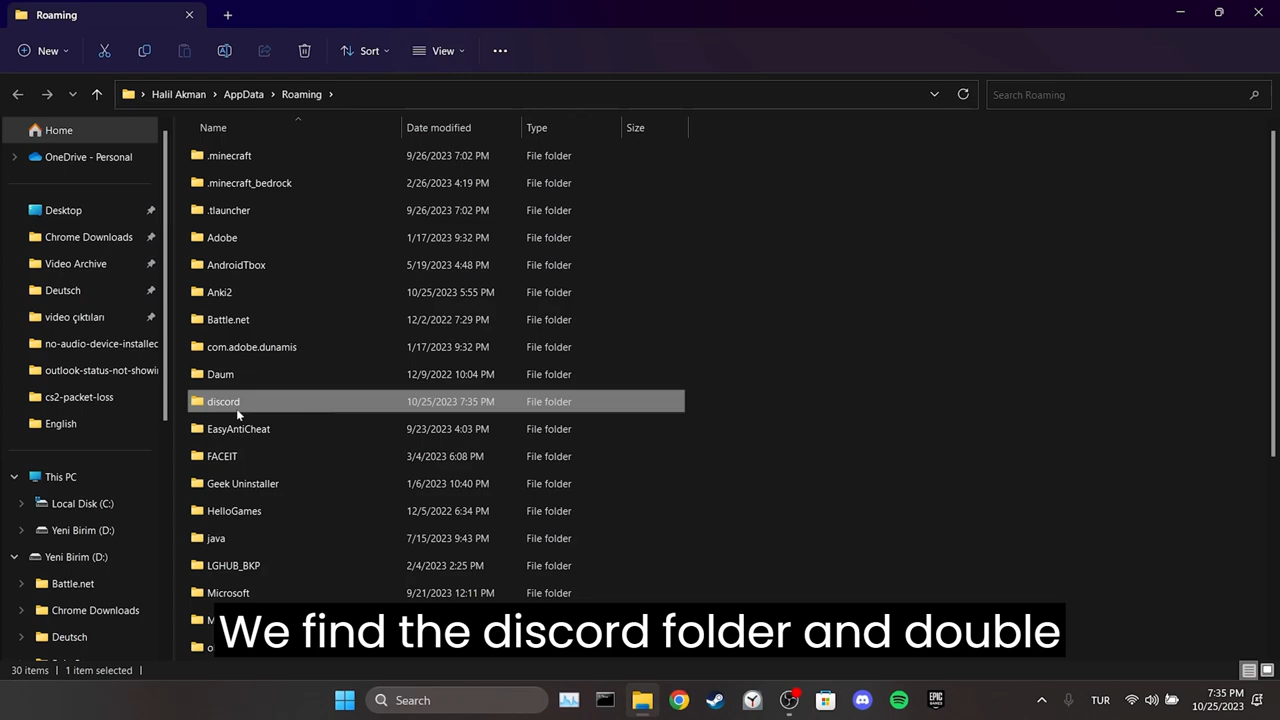 Roaming
New
Sort
View
Halil Akman
AppData
Roaming
Search Roaming
Home
OneDrive - Personal
Desktop
Chrome Downloads
Video Archive
Deutsch
video çıktıları
no-audio-device-installed
outlook-status-not-showin
cs2-packet-loss
English
This PC
Local Disk (C:)
Yeni Birim (D:)
Yeni Birim (D:)
Battle.net
Chrome Downloads
Deutsch
Name Date modified Type Size
.minecraft 9/26/2023 7:02 PM File folder
.minecraft_bedrock 2/26/2023 4:19 PM File folder
.tlauncher 9/26/2023 7:02 PM File folder
Adobe 1/17/2023 9:32 PM File folder
AndroidTbox 5/19/2023 4:48 PM File folder
Anki2 10/25/2023 5:55 PM File folder
Battle.net 12/2/2022 7:29 PM File folder
com.adobe.dunamis 1/17/2023 9:32 PM File folder
Daum 12/9/2022 10:04 PM File folder
discord 10/25/2023 7:35 PM File folder
EasyAntiCheat 9/23/2023 4:03 PM File folder
FACEIT 3/4/2023 6:08 PM File folder
Geek Uninstaller 1/6/2023 10:40 PM File folder
HelloGames 12/5/2022 6:34 PM File folder
java 7/15/2023 9:43 PM File folder
LGHUB_BKP 2/4/2023 2:25 PM File folder
Microsoft 9/21/2023 12:11 PM File folder
We find the discord folder and double
30 items 1 item selected
Search
EPIC GAMES
TUR
7:35 PM
10/25/2023